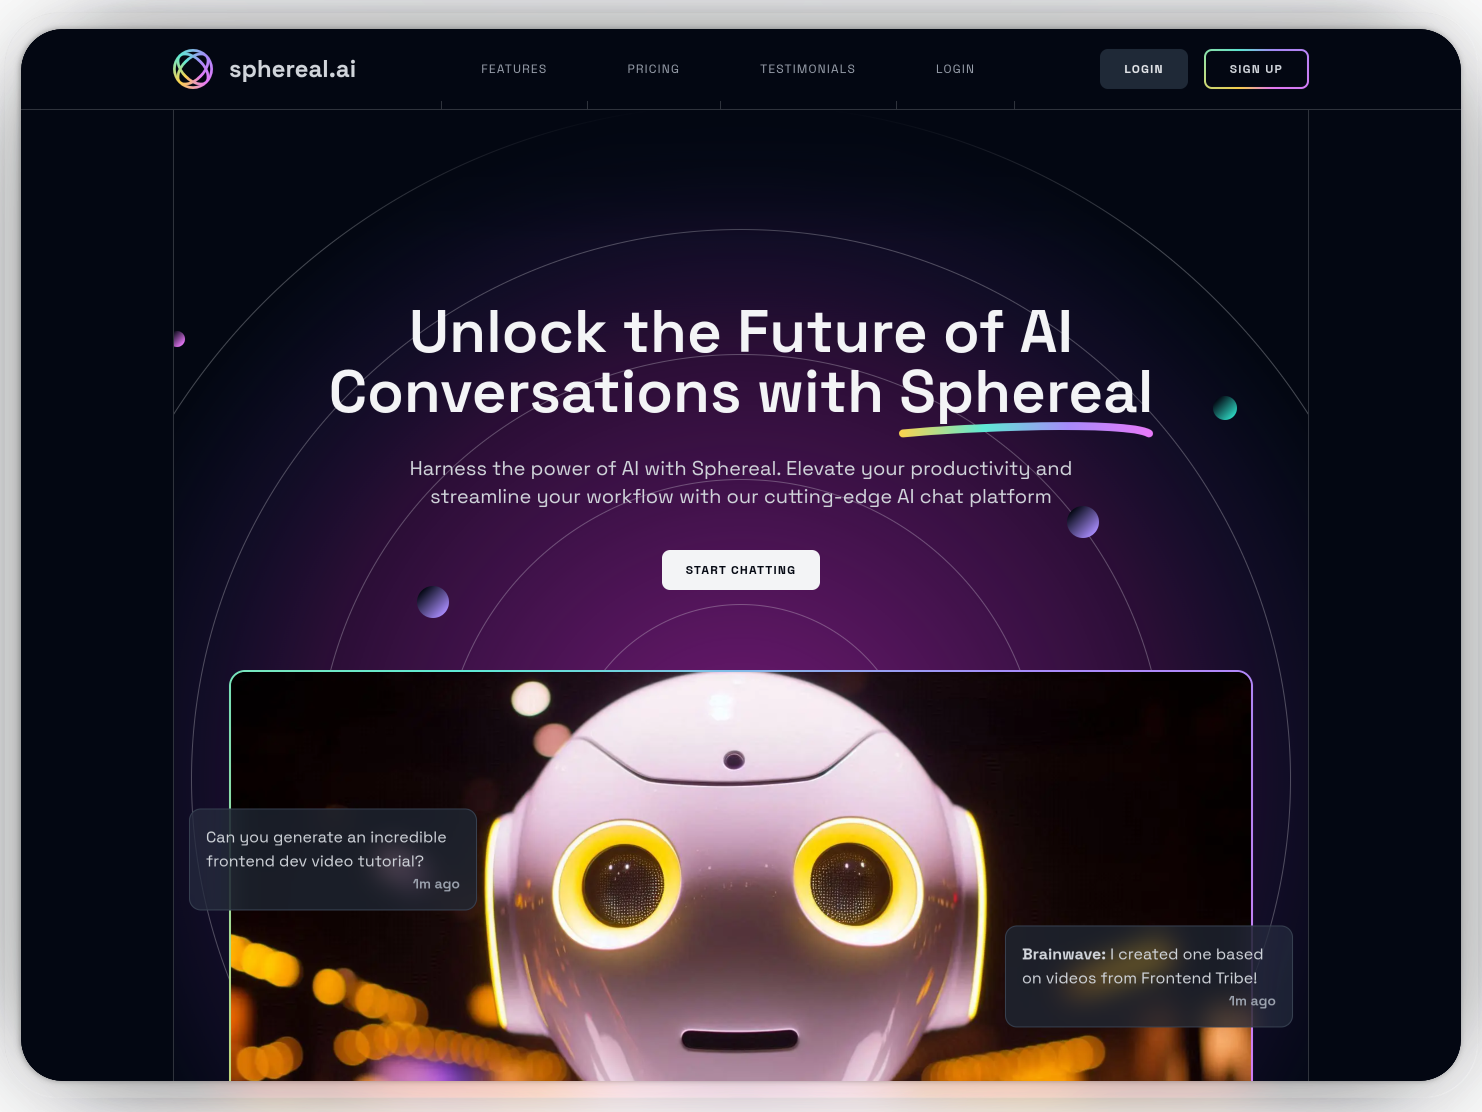 sphereal.ai
FEATURES
PRICING
TESTIMONIALS
LOGIN
LOGIN
SIGN UP
Unlock the Future of AI
Conversations with Sphereal
Harness the power of AI with Sphereal. Elevate your productivity and
streamline your workflow with our cutting-edge AI chat platform
START CHATTING
Can you generate an incredible
frontend dev video tutorial?
1m ago
Brainwave: I created one based
on videos from Frontend Tribe!
1m ago